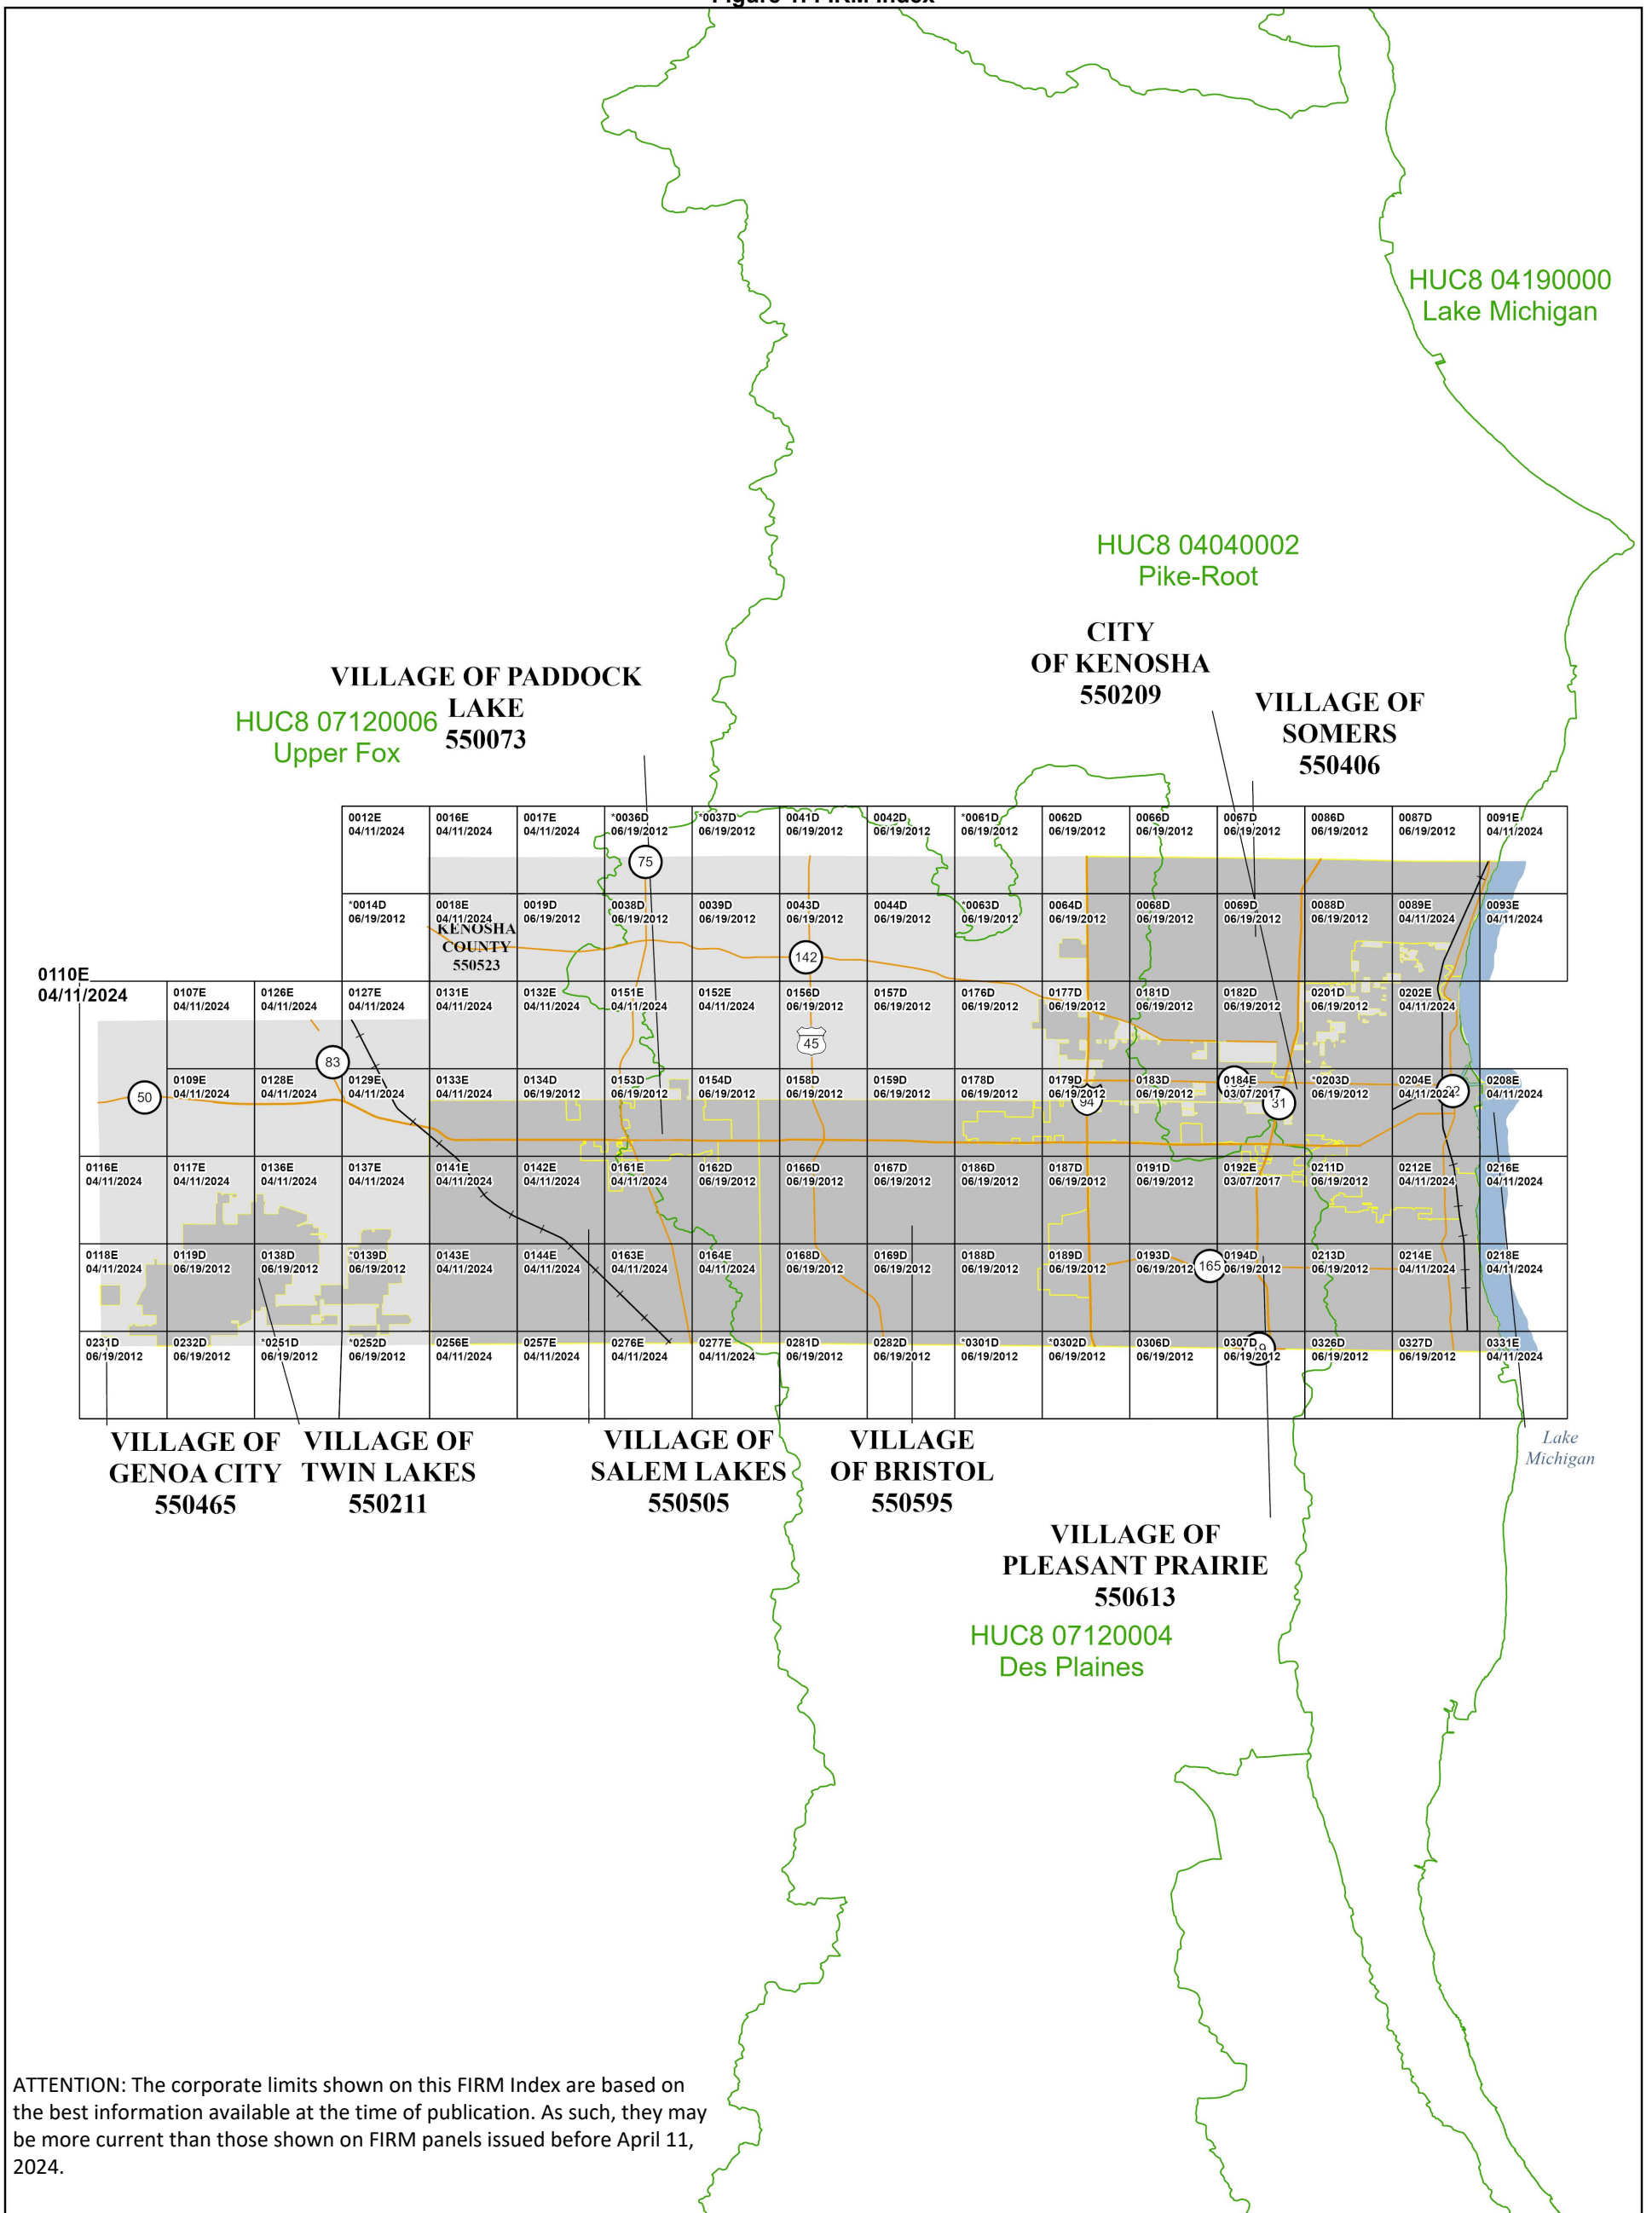 Figure 1: FIRM Index
HUC8 04190000
Lake Michigan
HUC8 04040002
Pike-Root
CITY
OF KENOSHA
550209
VILLAGE OF PADDOCK
LAKE
550073
HUC8 07120006
Upper Fox
VILLAGE OF
SOMERS
550406
0012E 0016E 0017E *0036D *0037D 0041D 0042D *0061D 0062D 0066D 0067D 0086D 0087D 0091E
04/11/2024 04/11/2024 04/11/2024 06/19/2012 06/19/2012 06/19/2012 06/19/2012 06/19/2012 06/19/2012 06/19/2012 06/19/2012 06/19/2012 06/19/2012 04/11/2024
75
*0014D 0018E 0019D 0038D 0039D 0043D 0044D *0063D 0064D 0068D 0069D 0088D 0089E 0093E
06/19/2012 04/11/2024 06/19/2012 06/19/2012 06/19/2012 06/19/2012 06/19/2012 06/19/2012 06/19/2012 06/19/2012 06/19/2012 06/19/2012 04/11/2024 04/11/2024
KENOSHA
COUNTY
550523
142
0110E
04/11/2024
0107E 0126E 0127E 0131E 0132E 0151E 0152E 0156D 0157D 0176D 0177D 0181D 0182D 0201D 0202E
04/11/2024 04/11/2024 04/11/2024 04/11/2024 04/11/2024 04/11/2024 04/11/2024 06/19/2012 06/19/2012 06/19/2012 06/19/2012 06/19/2012 06/19/2012 06/19/2012 04/11/2024
45
83
0109E 0128E 0129E 0133E 0134D 0153D 0154D 0158D 0159D 0178D 0179D 0183D 0184E *0203D 0204E 0208E
04/11/2024 04/11/2024 04/11/2024 04/11/2024 06/19/2012 06/19/2012 06/19/2012 06/19/2012 06/19/2012 06/19/2012 06/19/2012 06/19/2012 03/07/2017 06/19/2012 04/11/2024 04/11/2024
50
94
31
0116E 0117E 0136E 0137E 0141E 0142E 0161E 0162D 0166D 0167D 0186D 0187D 0191D 0192E 0211D 0212E 0216E
04/11/2024 04/11/2024 04/11/2024 04/11/2024 04/11/2024 04/11/2024 04/11/2024 06/19/2012 06/19/2012 06/19/2012 06/19/2012 06/19/2012 06/19/2012 03/07/2017 06/19/2012 04/11/2024 04/11/2024
0118E 0119D 0138D *0139D 0143E 0144E 0163E 0164E 0168D 0169D 0188D 0189D 0193D 0194D 0213D 0214E 0218E
04/11/2024 06/19/2012 06/19/2012 06/19/2012 04/11/2024 04/11/2024 04/11/2024 04/11/2024 06/19/2012 06/19/2012 06/19/2012 06/19/2012 06/19/2012 06/19/2012 06/19/2012 04/11/2024 04/11/2024
165
0231D 0232D *0251D *0252D 0256E 0257E 0276E 0277E 0281D 0282D *0301D *0302D 0306D 0307D 0326D 0327D 0331E
06/19/2012 06/19/2012 06/19/2012 06/19/2012 04/11/2024 04/11/2024 04/11/2024 04/11/2024 06/19/2012 06/19/2012 06/19/2012 06/19/2012 06/19/2012 06/19/2012 06/19/2012 06/19/2012 04/11/2024
VILLAGE OF
GENOA CITY
550465
VILLAGE OF
TWIN LAKES
550211
VILLAGE OF
SALEM LAKES
550505
VILLAGE
OF BRISTOL
550595
Lake
Michigan
VILLAGE OF
PLEASANT PRAIRIE
550613
HUC8 07120004
Des Plaines
ATTENTION: The corporate limits shown on this FIRM Index are based on
the best information available at the time of publication. As such, they may
be more current than those shown on FIRM panels issued before April 11,
2024.